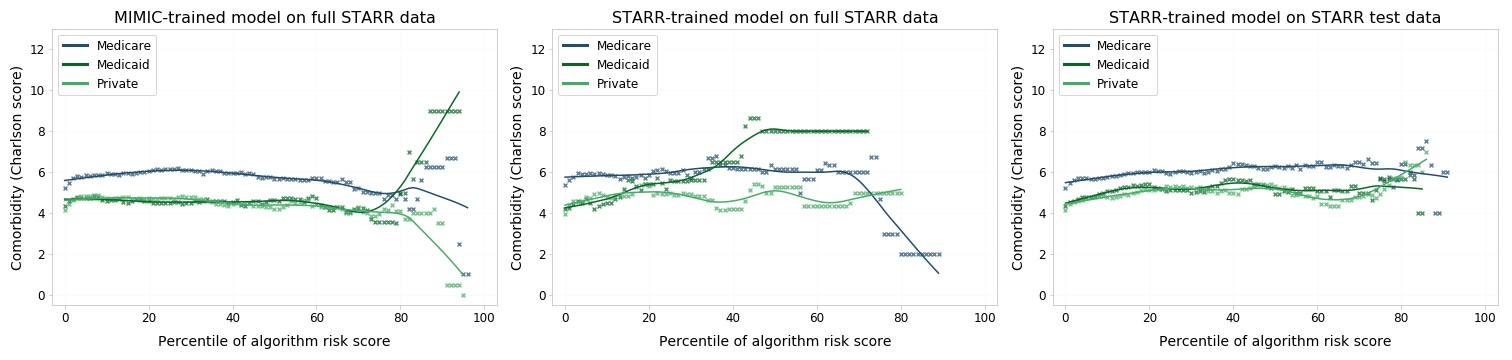 MIMIC-trained model on full STARR data
Comorbidity (Charlson score)
12
10
8
6
4
2
0
Medicare
Medicaid
Private
0 20 40 60 80 100
Percentile of algorithm risk score
STARR-trained model on full STARR data
Comorbidity (Charlson score)
12
10
8
6
4
2
0
Medicare
Medicaid
Private
0 20 40 60 80 100
Percentile of algorithm risk score
STARR-trained model on STARR test data
Comorbidity (Charlson score)
12
10
8
6
4
2
0
Medicare
Medicaid
Private
0 20 40 60 80 100
Percentile of algorithm risk score